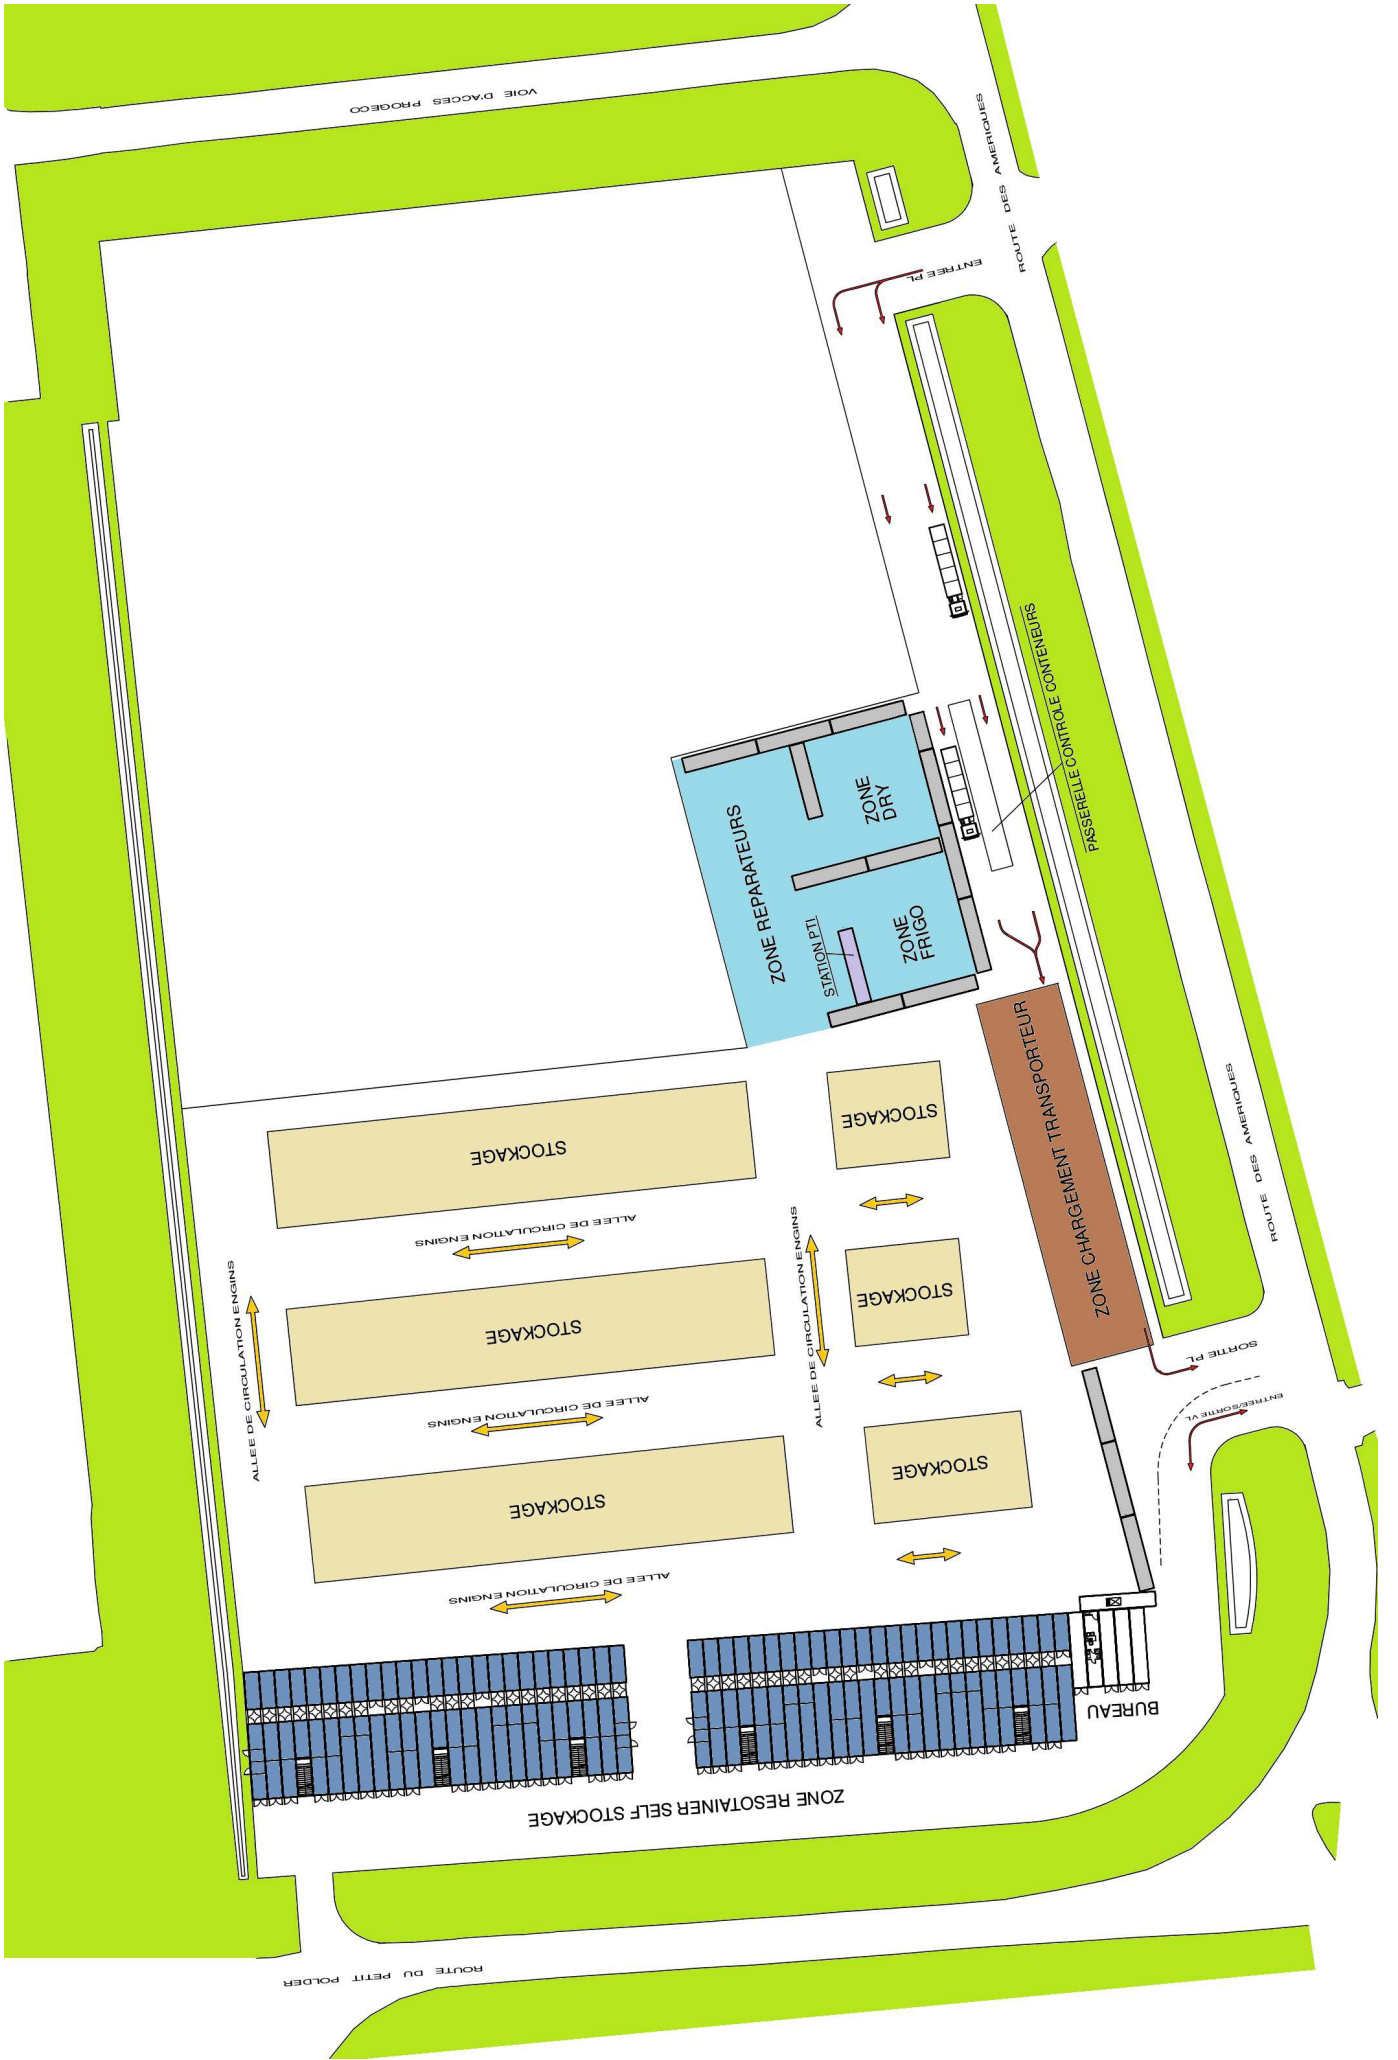 VOIE D'ACCES PROGECO
ROUTE DES AMERIQUES
ENTREE PL
PASSERELLE CONTROLE CONTENEURS
ZONE
DRY
ZONE REPARATEURS
STATION PTI
ZONE
FRIGO
ZONE CHARGEMENT TRANSPORTEUR
STOCKAGE
STOCKAGE
ROUTE DES AMERIQUES
ALLEE DE CIRCULATION ENGINS
ALLEE DE CIRCULATION ENGINS
ALLEE DE CIRCULATION ENGINS
STOCKAGE
STOCKAGE
SORTIE PL
ENTREE/SORTIE VL
ALLEE DE CIRCULATION ENGINS
STOCKAGE
STOCKAGE
ALLEE DE CIRCULATION ENGINS
BUREAU
ZONE RESOTAINER SELF STOCKAGE
ROUTE DU PETIT POLDER